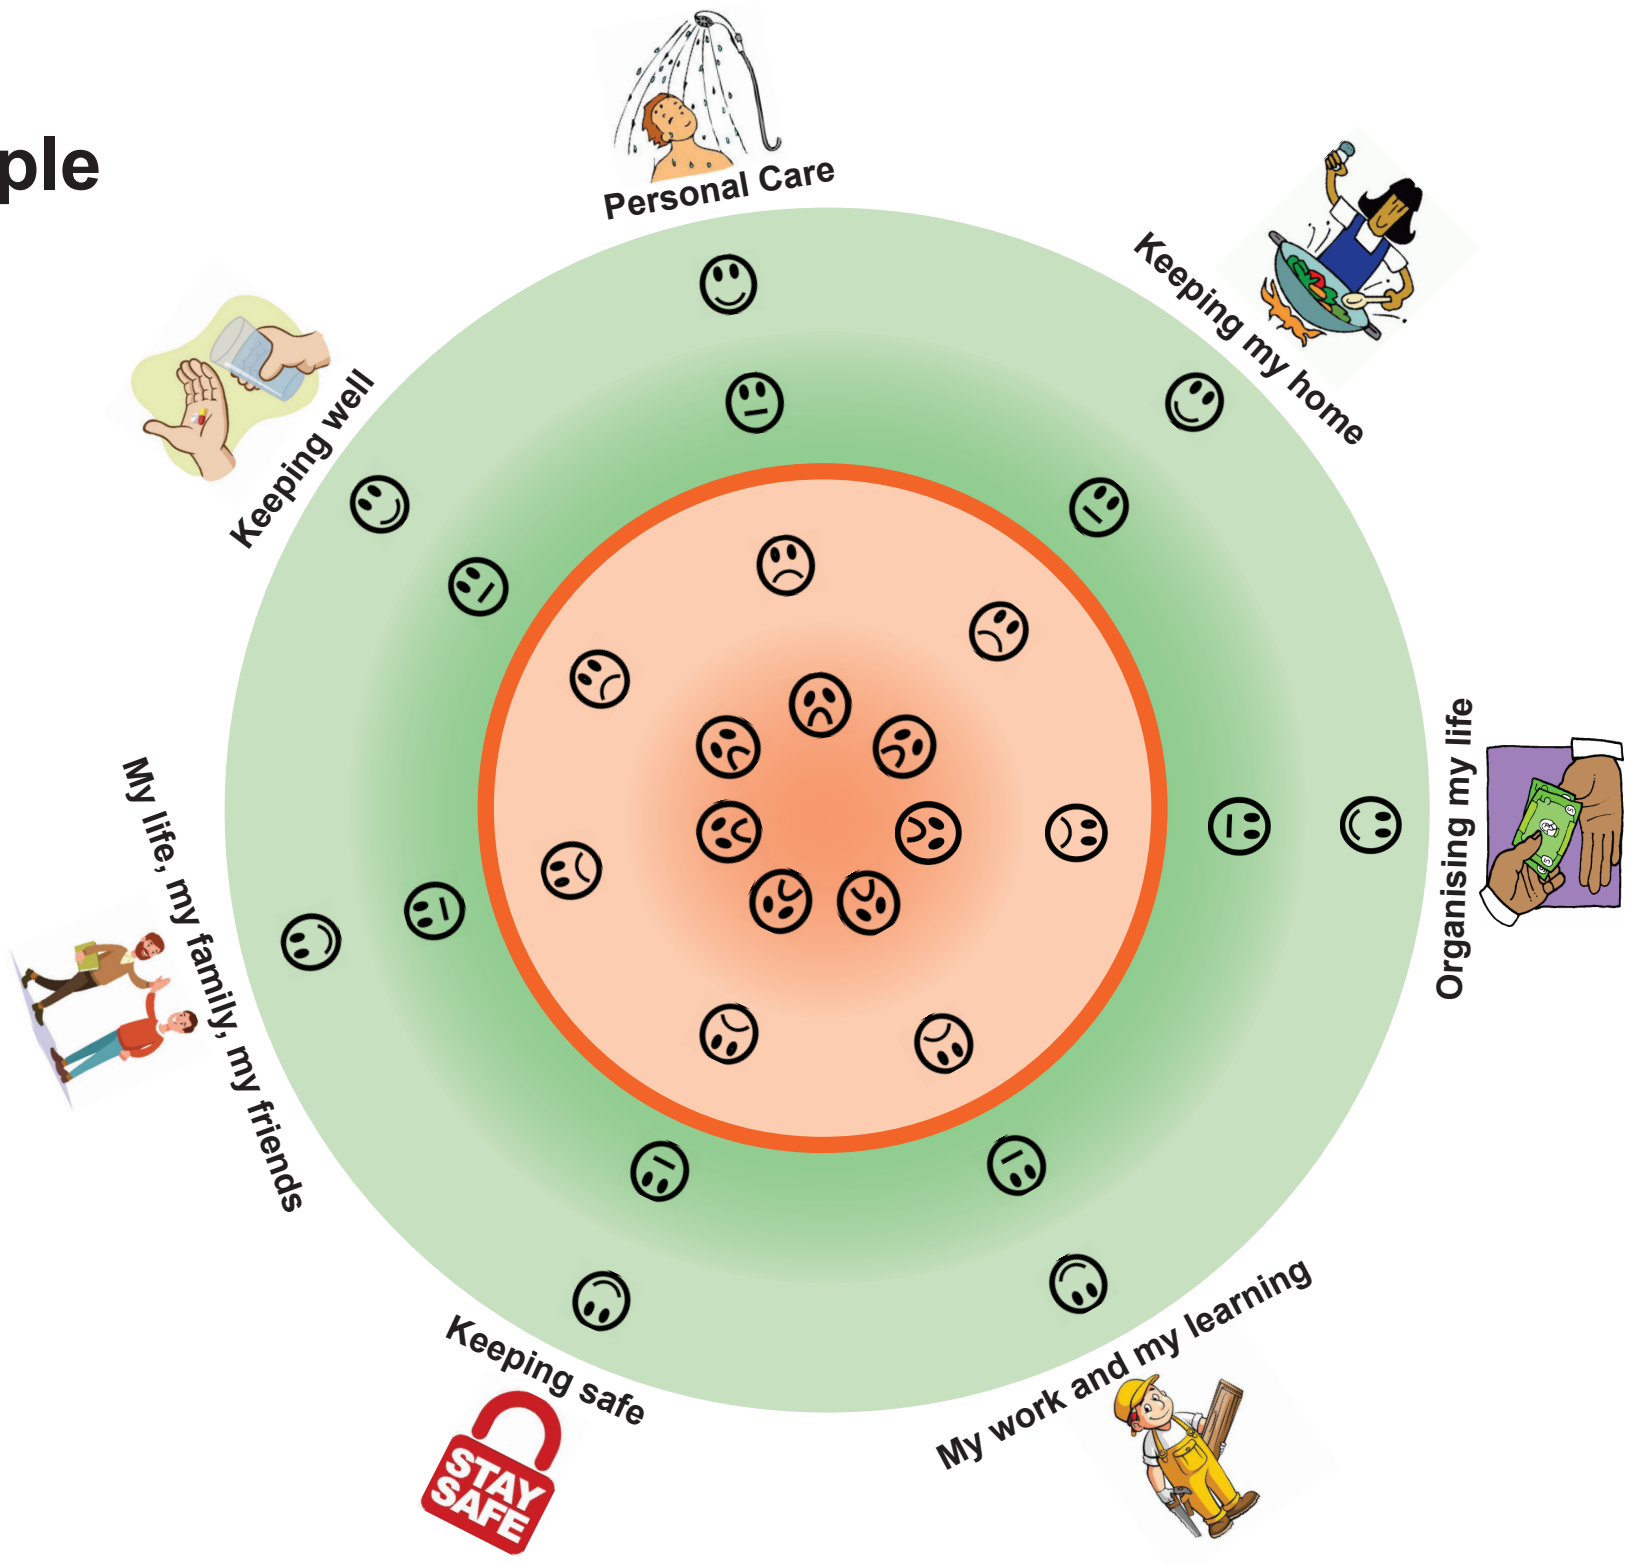 ple
Personal Care
Keeping my home
Organising my life
My work and my learning
Keeping safe
STAY
SAFE
My life, my family, my friends
Keeping well